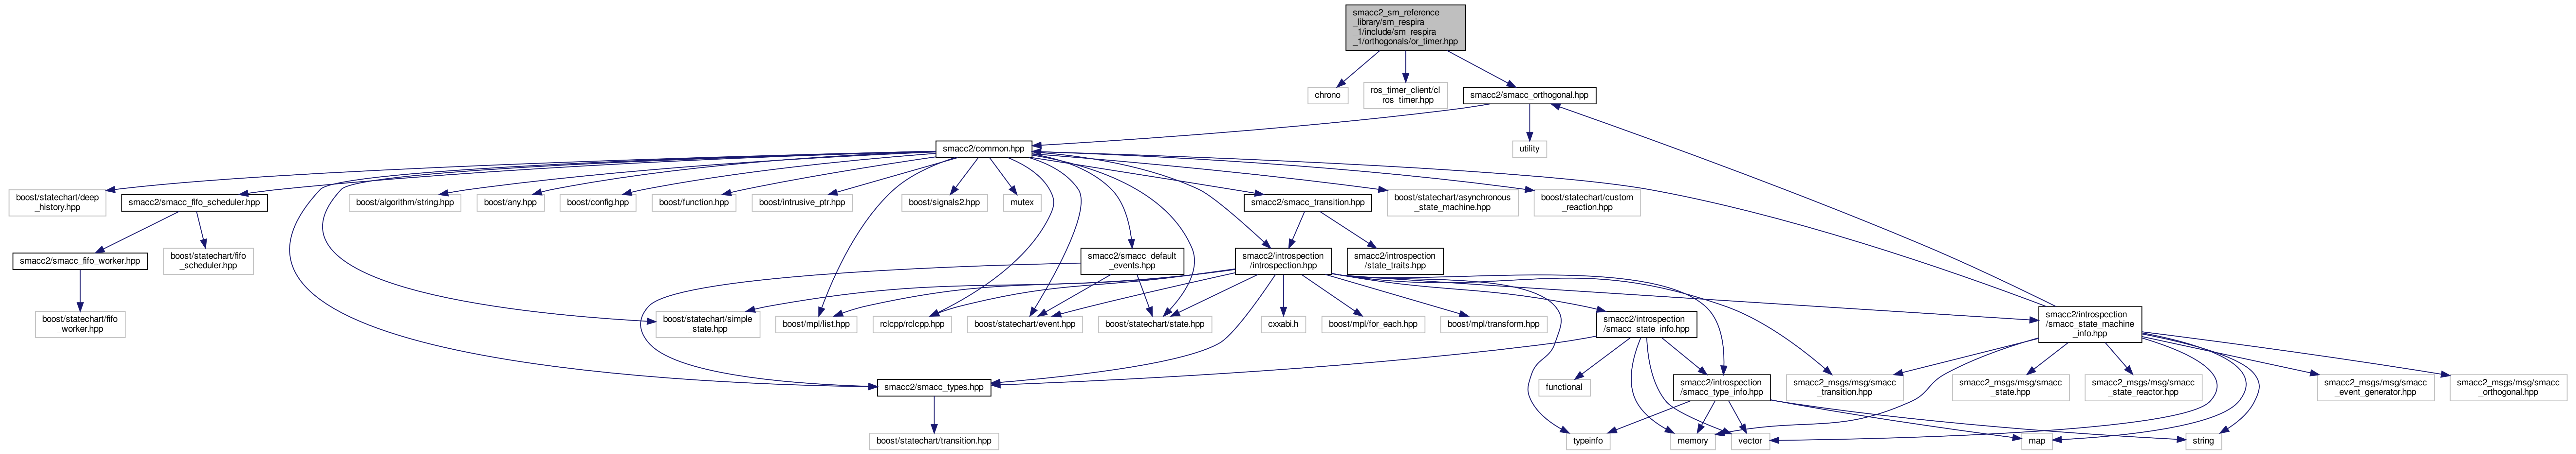 smacc2_sm_reference
_library/sm_respira
_1/include/sm_respira
_1/orthogonals/or_timer.hpp
chrono
ros_timer_client/cl
_ros_timer.hpp
smacc2/smacc_orthogonal.hpp
smacc2/common.hpp
utility
boost/statechart/deep
_history.hpp
smacc2/smacc_fifo_scheduler.hpp
boost/algorithm/string.hpp
boost/any.hpp
boost/config.hpp
boost/function.hpp
boost/intrusive_ptr.hpp
boost/signals2.hpp
mutex
smacc2/smacc_transition.hpp
boost/statechart/asynchronous
_state_machine.hpp
boost/statechart/custom
_reaction.hpp
smacc2/smacc_fifo_worker.hpp
boost/statechart/fifo
_scheduler.hpp
smacc2/smacc_default
_events.hpp
smacc2/introspection
/introspection.hpp
smacc2/introspection
/state_traits.hpp
boost/statechart/fifo
_worker.hpp
boost/statechart/simple
_state.hpp
boost/mpl/list.hpp
rclcpp/rclcpp.hpp
boost/statechart/event.hpp
boost/statechart/state.hpp
cxxabi.h
boost/mpl/for_each.hpp
boost/mpl/transform.hpp
smacc2/introspection
/smacc_state_info.hpp
smacc2/introspection
/smacc_state_machine
_info.hpp
smacc2/smacc_types.hpp
functional
smacc2/introspection
/smacc_type_info.hpp
smacc2_msgs/msg/smacc
_transition.hpp
smacc2_msgs/msg/smacc
_state.hpp
smacc2_msgs/msg/smacc
_state_reactor.hpp
smacc2_msgs/msg/smacc
_event_generator.hpp
smacc2_msgs/msg/smacc
_orthogonal.hpp
boost/statechart/transition.hpp
typeinfo
memory
vector
map
string